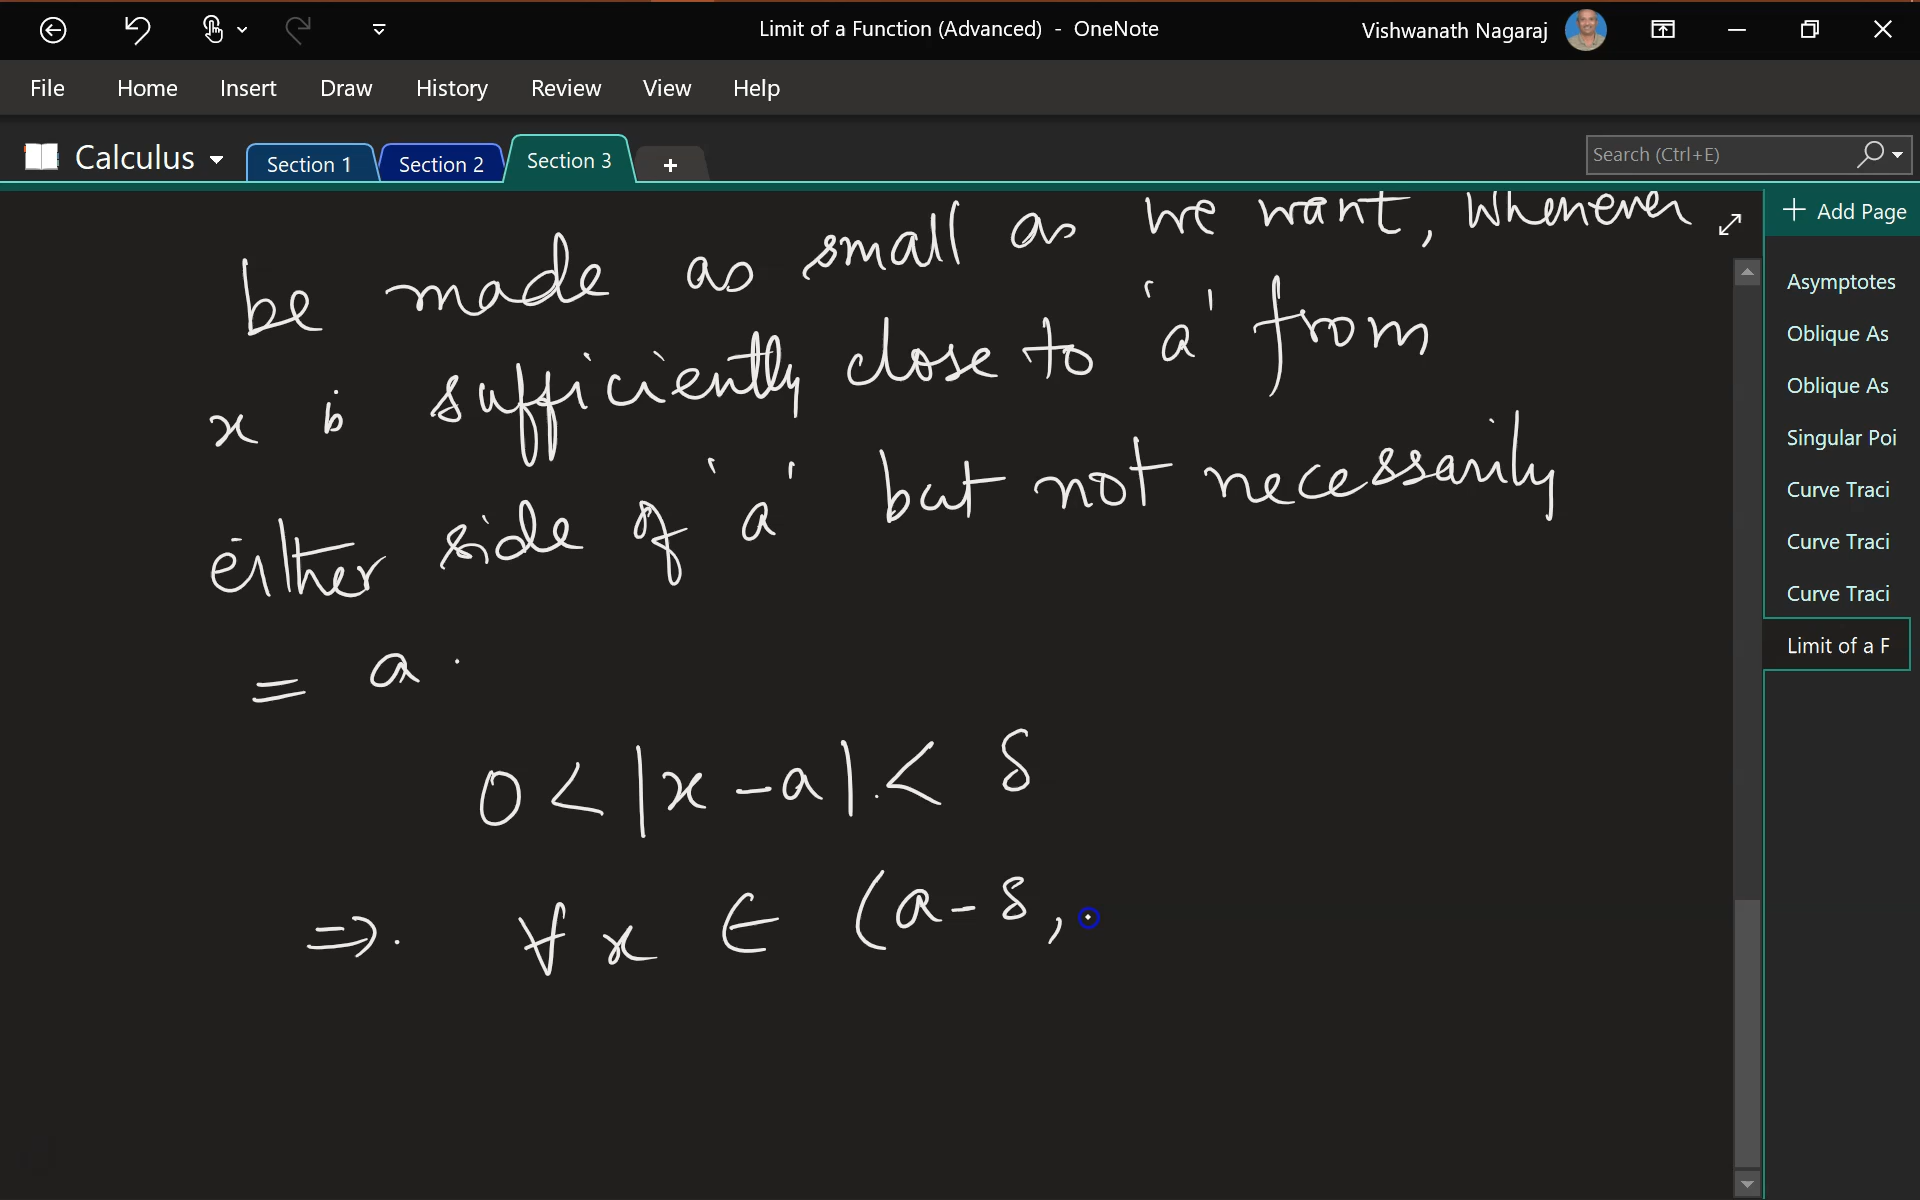 Limit of a Function (Advanced) - OneNote
Vishwanath Nagaraj
File Home Insert Draw History Review View Help
Calculus Section 1 Section 2 Section 3 +
Search (Ctrl+E)
be made as small as we want, whenever
x is sufficiently close to 'a' from
either side of 'a' but not necessarily
= a.
0 < |x - a| < δ
⇒ ∀ x ∈ (a - δ,
+ Add Page
Asymptotes
Oblique As
Oblique As
Singular Poi
Curve Traci
Curve Traci
Curve Traci
Limit of a F